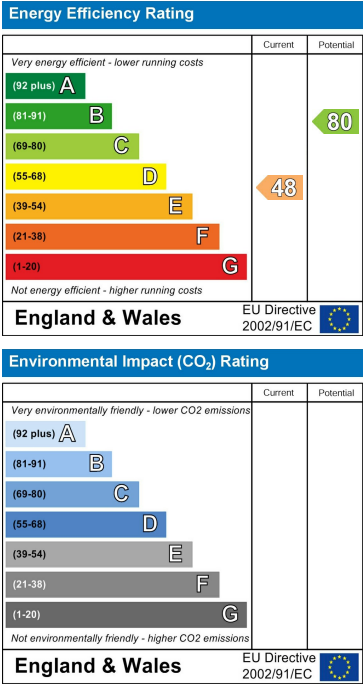 Energy Efficiency Rating
Current Potential
Very energy efficient - lower running costs
(92 plus) A
(81-91) B
80
(69-80) C
(55-68) D
48
(39-54) E
(21-38) F
(1-20) G
Not energy efficient - higher running costs
England & Wales
EU Directive
2002/91/EC
Environmental Impact (CO₂) Rating
Current Potential
Very environmentally friendly - lower CO2 emissions
(92 plus) A
(81-91) B
(69-80) C
(55-68) D
(39-54) E
(21-38) F
(1-20) G
Not environmentally friendly - higher CO2 emissions
England & Wales
EU Directive
2002/91/EC